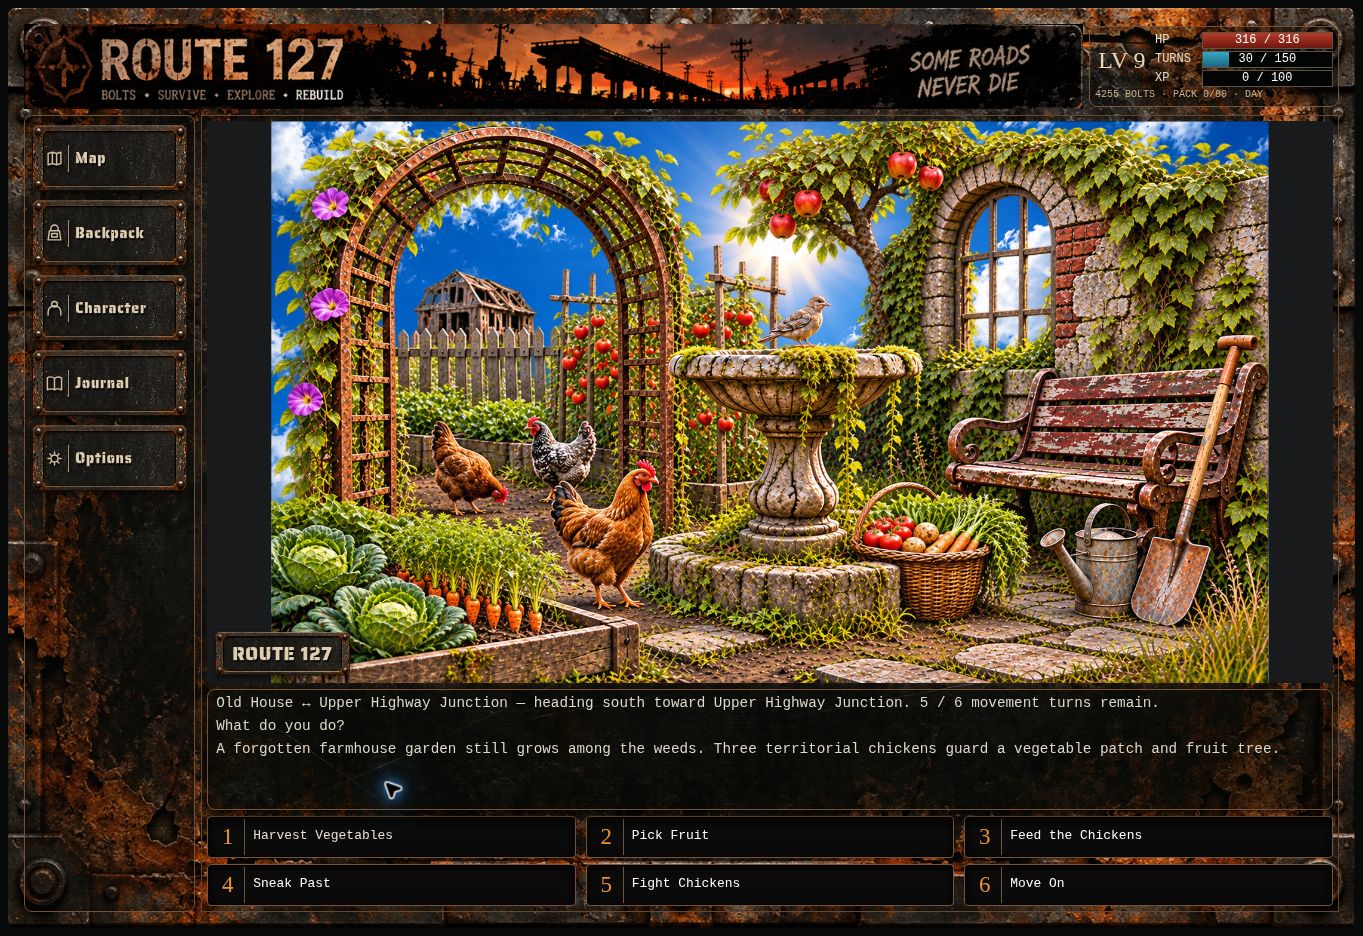 ROUTE 127
BOLTS • SURVIVE • EXPLORE • REBUILD
SOME ROADS
NEVER DIE
LV 9
HP
316 / 316
TURNS
30 / 150
XP
0 / 100
4255 BOLTS · PACK 0/80 · DAY
Map
Backpack
Character
Journal
Options
ROUTE 127
Old House ↔ Upper Highway Junction — heading south toward Upper Highway Junction. 5 / 6 movement turns remain.
What do you do?
A forgotten farmhouse garden still grows among the weeds. Three territorial chickens guard a vegetable patch and fruit tree.
1 Harvest Vegetables
2 Pick Fruit
3 Feed the Chickens
4 Sneak Past
5 Fight Chickens
6 Move On